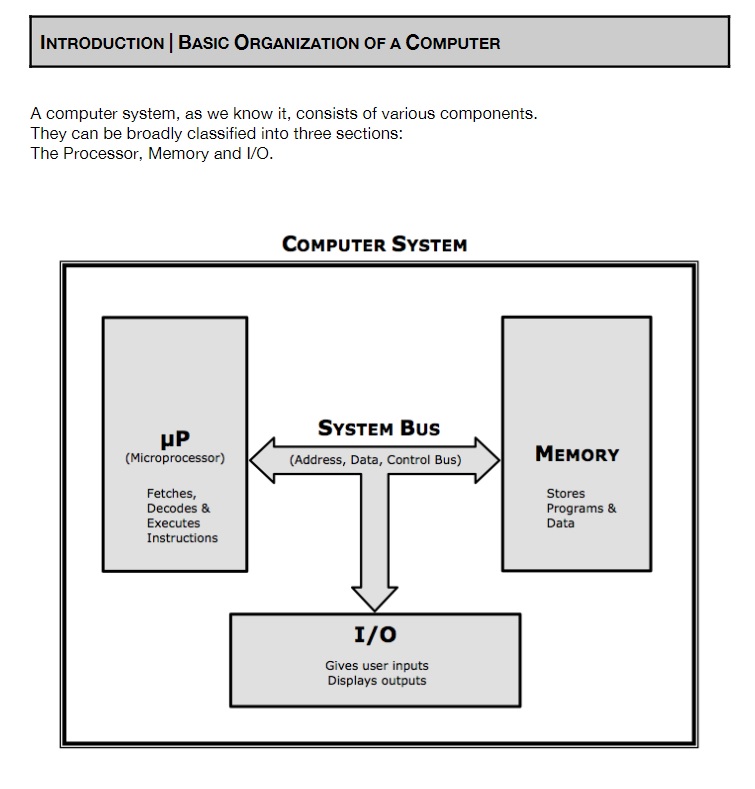 INTRODUCTION | BASIC ORGANIZATION OF A COMPUTER
A computer system, as we know it, consists of various components.
They can be broadly classified into three sections:
The Processor, Memory and I/O.
COMPUTER SYSTEM
µP
(Microprocessor)
Fetches,
Decodes &
Executes
Instructions
SYSTEM BUS
(Address, Data, Control Bus)
MEMORY
Stores
Programs &
Data
I/O
Gives user inputs
Displays outputs